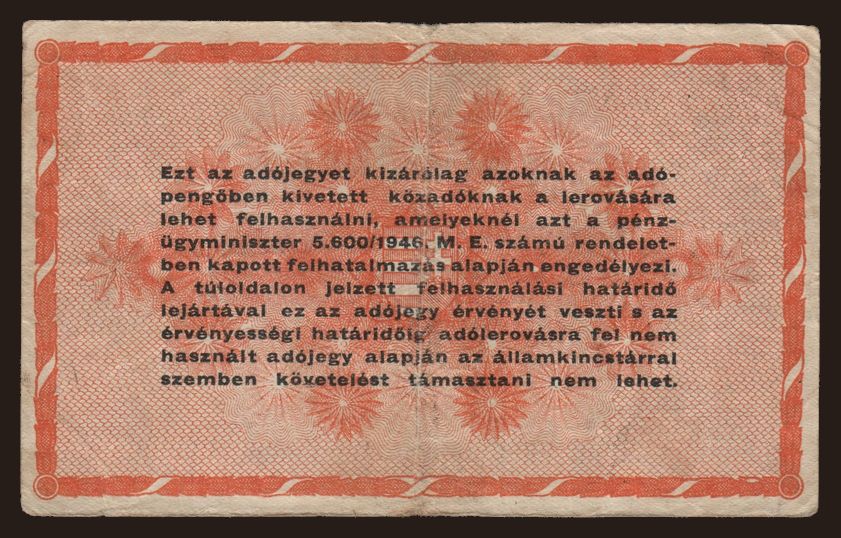 Ezt az adójegyet kizárólag azoknak az adó-
pengőben kivetett közadóknak a lerovására
lehet felhasználni, amelyeknél azt a pénz-
ügyminiszter 5.600/1946. M. E. számú rendelet-
ben kapott felhatalmazás alapján engedélyezi.
A túloldalon jelzett felhasználási határidő
lejártával ez az adójegy érvényét veszti s az
érvényességi határidőig adólerovásra fel nem
használt adójegy alapján az államkincstárral
szemben követelést támasztani nem lehet.